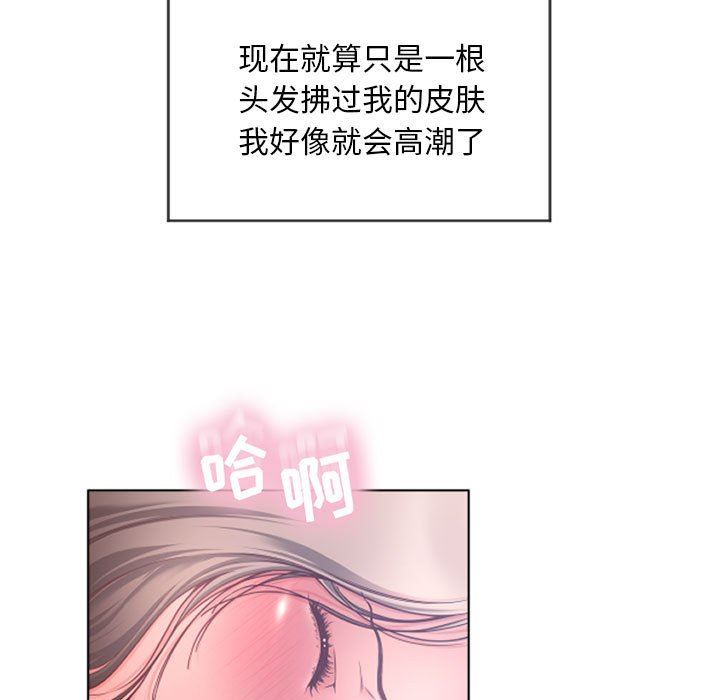 现在就算只是一根
头发拂过我的皮肤
我好像就会高潮了
哈啊